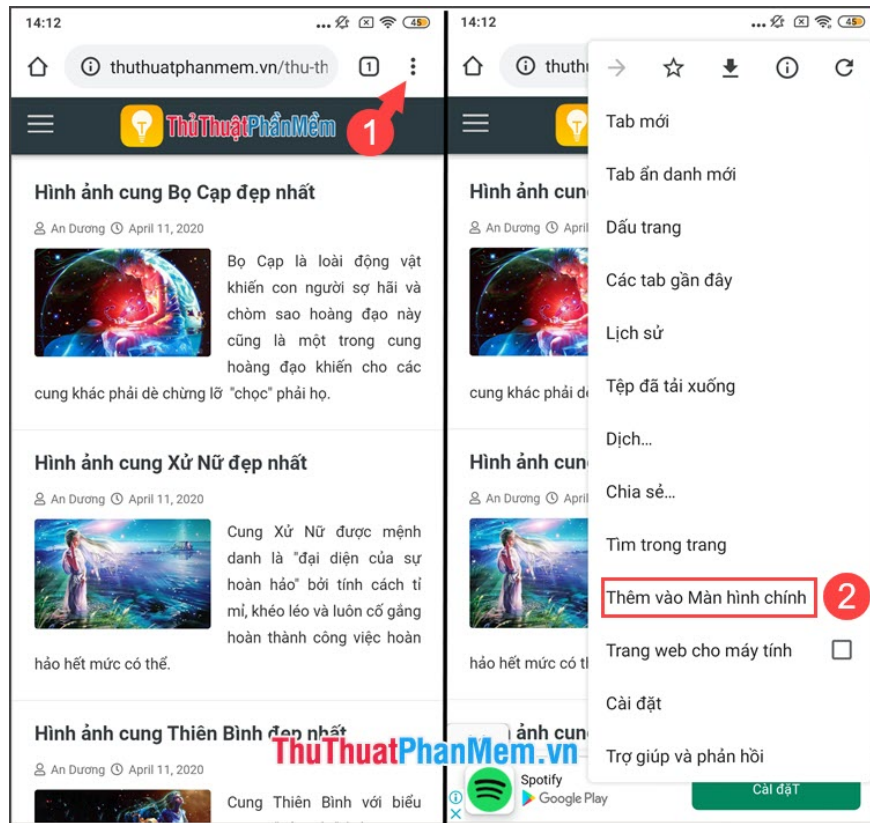 14:12
45
thuthuatphanmem.vn/thu-th
1
1
ThủThuậtPhầnMềm
Hình ảnh cung Bọ Cạp đẹp nhất
An Dương April 11, 2020
Bọ Cạp là loài động vật
khiến con người sợ hãi và
chòm sao hoàng đạo này
cũng là một trong cung
hoàng đạo khiến cho các
cung khác phải dè chừng lỡ "chọc" phải họ.
Hình ảnh cung Xử Nữ đẹp nhất
An Dương April 11, 2020
Cung Xử Nữ được mệnh
danh là "đại diện của sự
hoàn hảo" bởi tính cách tỉ
mỉ, khéo léo và luôn cố gắng
hoàn thành công việc hoàn
hảo hết mức có thể.
Hình ảnh cung Thiên Bình đẹp nhất
An Dương April 11, 2020
Cung Thiên Bình với biểu
ThuThuatPhanMem.vn
14:12
45
thuth
Hình ảnh cun
An Dương April
cung khác phải d
Hình ảnh cun
An Dương April
hảo hết mức có t
ảnh cun
Tab mới
Tab ẩn danh mới
Dấu trang
Các tab gần đây
Lịch sử
Tệp đã tải xuống
Dịch...
Chia sẻ...
Tìm trong trang
Thêm vào Màn hình chính
2
Trang web cho máy tính
Cài đặt
Trợ giúp và phản hồi
Spotify
Google Play
Cài đặt